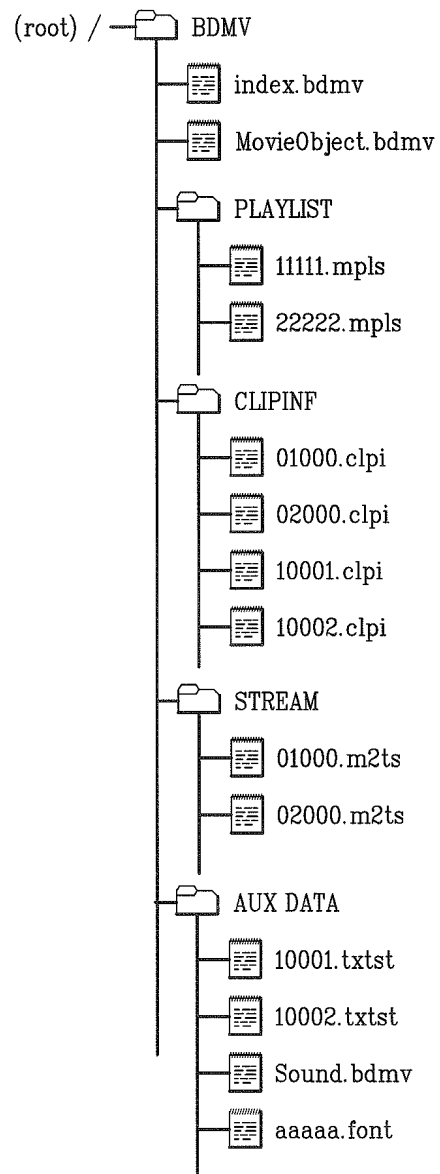 (root) / BDMV
index.bdmv
MovieObject.bdmv
PLAYLIST
11111.mpls
22222.mpls
CLIPINF
01000.clpi
02000.clpi
10001.clpi
10002.clpi
STREAM
01000.m2ts
02000.m2ts
AUX DATA
10001.txtst
10002.txtst
Sound.bdmv
aaaaa.font